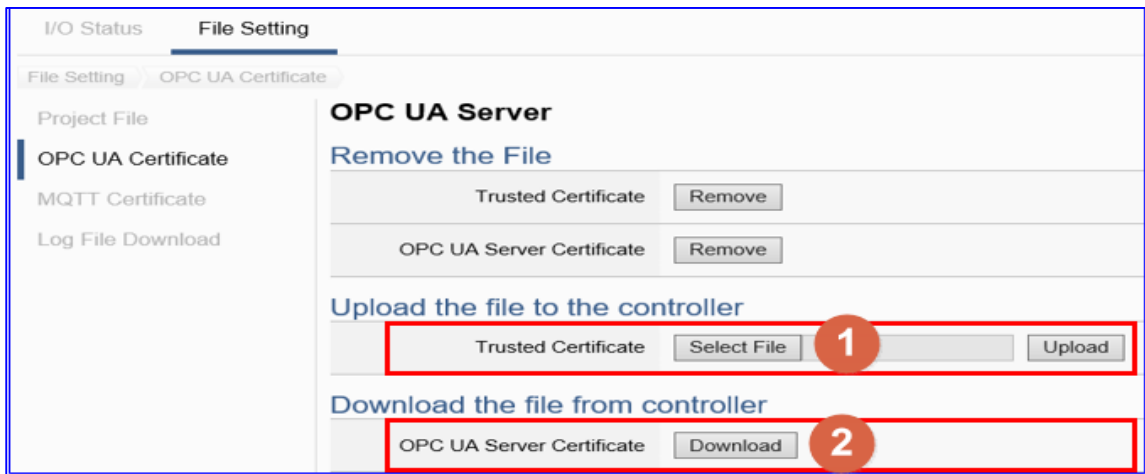 I/O Status File Setting
File Setting OPC UA Certificate
Project File
OPC UA Certificate
MQTT Certificate
Log File Download
OPC UA Server
Remove the File
Trusted Certificate Remove
OPC UA Server Certificate Remove
Upload the file to the controller
Trusted Certificate Select File 1 Upload
Download the file from controller
OPC UA Server Certificate Download 2